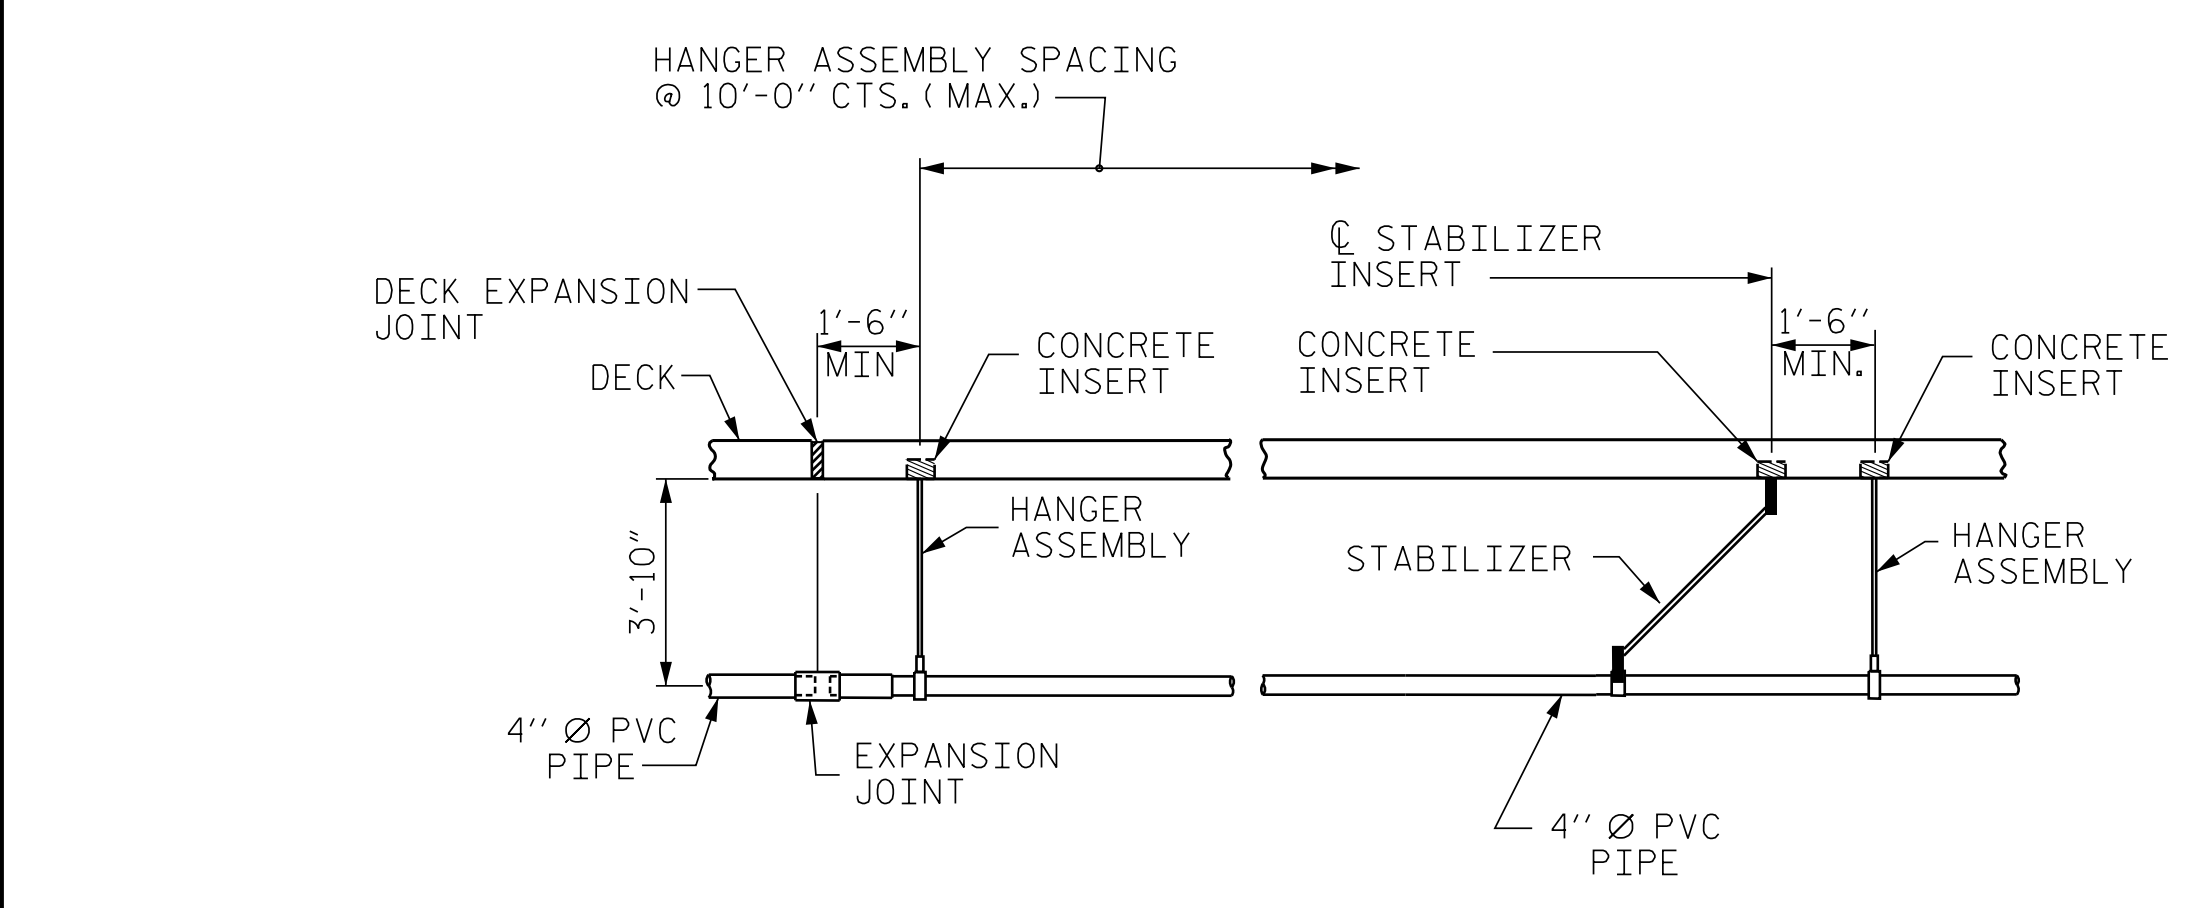 HANGER ASSEMBLY SPACING
@ 10'-0'' CTS. (MAX.)
℄ STABILIZER
INSERT
DECK EXPANSION
JOINT
1'-6''
MIN
DECK
CONCRETE
INSERT
CONCRETE
INSERT
1'-6''
MIN.
CONCRETE
INSERT
HANGER
ASSEMBLY
3'-10''
STABILIZER
HANGER
ASSEMBLY
4'' Ø PVC
PIPE
EXPANSION
JOINT
4'' Ø PVC
PIPE